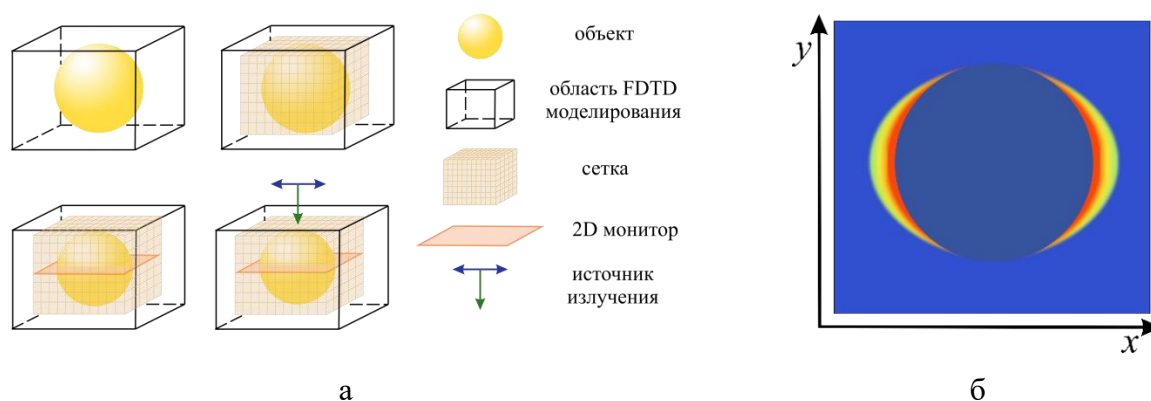 объект
область FDTD
моделирования
сетка
2D монитор
источник
излучения
а
y
x
б